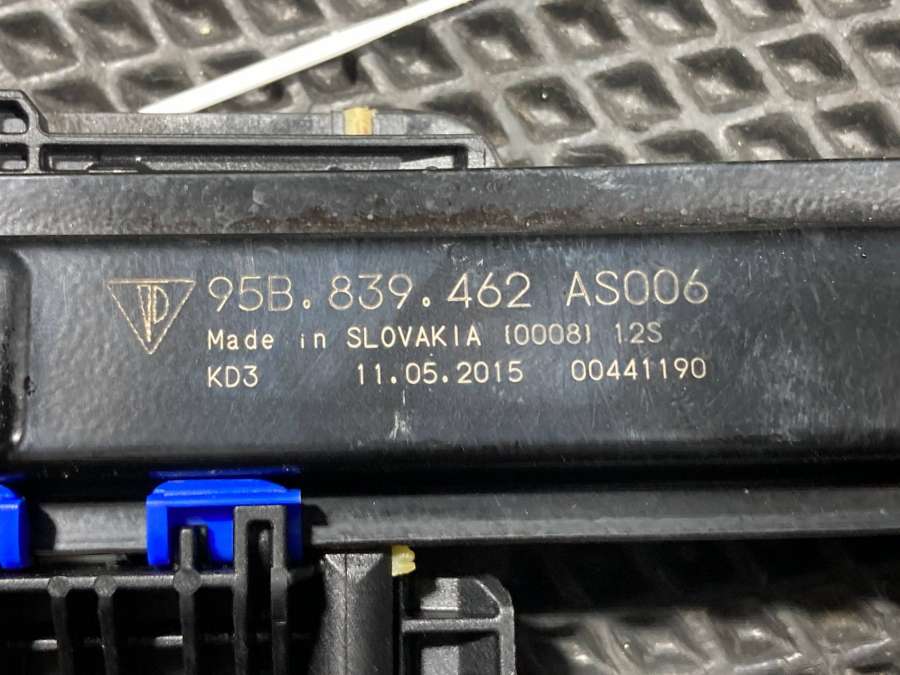 95B.839.462 AS006
Made in SLOVAKIA (0008) 12S
KD3 11.05.2015 00441190